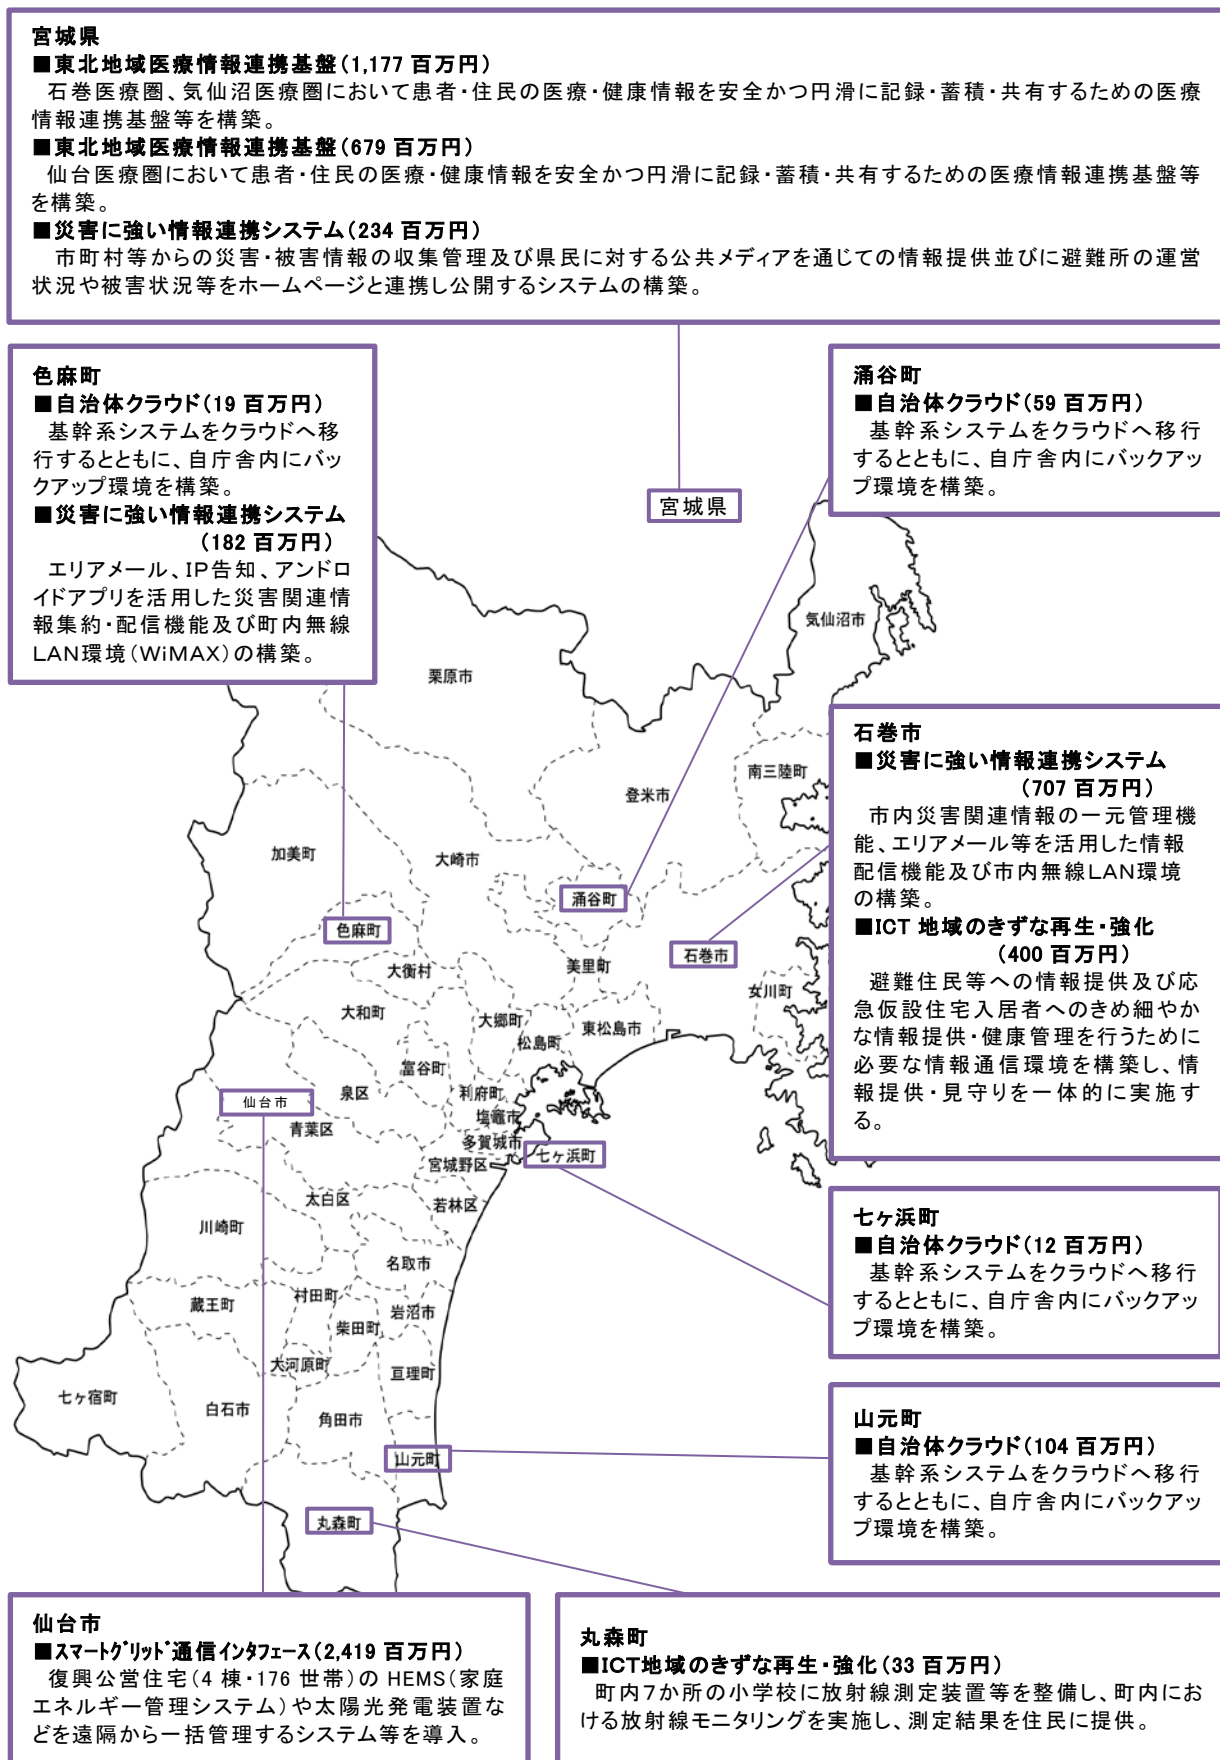 宮城県
■東北地域医療情報連携基盤(1,177 百万円)
石巻医療圏、気仙沼医療圏において患者・住民の医療・健康情報を安全かつ円滑に記録・蓄積・共有するための医療
情報連携基盤等を構築。
■東北地域医療情報連携基盤(679 百万円)
仙台医療圏において患者・住民の医療・健康情報を安全かつ円滑に記録・蓄積・共有するための医療情報連携基盤等
を構築。
■災害に強い情報連携システム(234 百万円)
市町村等からの災害・被害情報の収集管理及び県民に対する公共メディアを通じての情報提供並びに避難所の運営
状況や被害状況等をホームページと連携し公開するシステムの構築。
色麻町
■自治体クラウド(19 百万円)
基幹系システムをクラウドへ移
行するとともに、自庁舎内にバッ
クアップ環境を構築。
■災害に強い情報連携システム
(182 百万円)
エリアメール、IP告知、アンドロ
イドアプリを活用した災害関連情
報集約・配信機能及び町内無線
LAN環境(WiMAX)の構築。
涌谷町
■自治体クラウド(59 百万円)
基幹系システムをクラウドへ移行
するとともに、自庁舎内にバックアッ
プ環境を構築。
宮城県
気仙沼市
栗原市
南三陸町
登米市
加美町
大崎市
涌谷町
色麻町
石巻市
美里町
大衡村
女川町
大和町
大郷町
東松島市
松島町
富谷町
泉区
利府町
仙台市
塩竈市
青葉区
多賀城市
七ヶ浜町
宮城野区
太白区
若林区
川崎町
名取市
村田町
蔵王町
岩沼市
柴田町
大河原町
亘理町
七ヶ宿町
白石市
角田市
山元町
丸森町
石巻市
■災害に強い情報連携システム
(707 百万円)
市内災害関連情報の一元管理機
能、エリアメール等を活用した情報
配信機能及び市内無線LAN環境
の構築。
■ICT 地域のきずな再生・強化
(400 百万円)
避難住民等への情報提供及び応
急仮設住宅入居者へのきめ細やか
な情報提供・健康管理を行うために
必要な情報通信環境を構築し、情
報提供・見守りを一体的に実施す
る。
七ヶ浜町
■自治体クラウド(12 百万円)
基幹系システムをクラウドへ移行
するとともに、自庁舎内にバックアッ
プ環境を構築。
山元町
■自治体クラウド(104 百万円)
基幹系システムをクラウドへ移行
するとともに、自庁舎内にバックアッ
プ環境を構築。
仙台市
■スマートグリッド通信インタフェース(2,419 百万円)
復興公営住宅(4 棟・176 世帯)の HEMS(家庭
エネルギー管理システム)や太陽光発電装置な
どを遠隔から一括管理するシステム等を導入。
丸森町
■ICT地域のきずな再生・強化(33 百万円)
町内7か所の小学校に放射線測定装置等を整備し、町内にお
ける放射線モニタリングを実施し、測定結果を住民に提供。